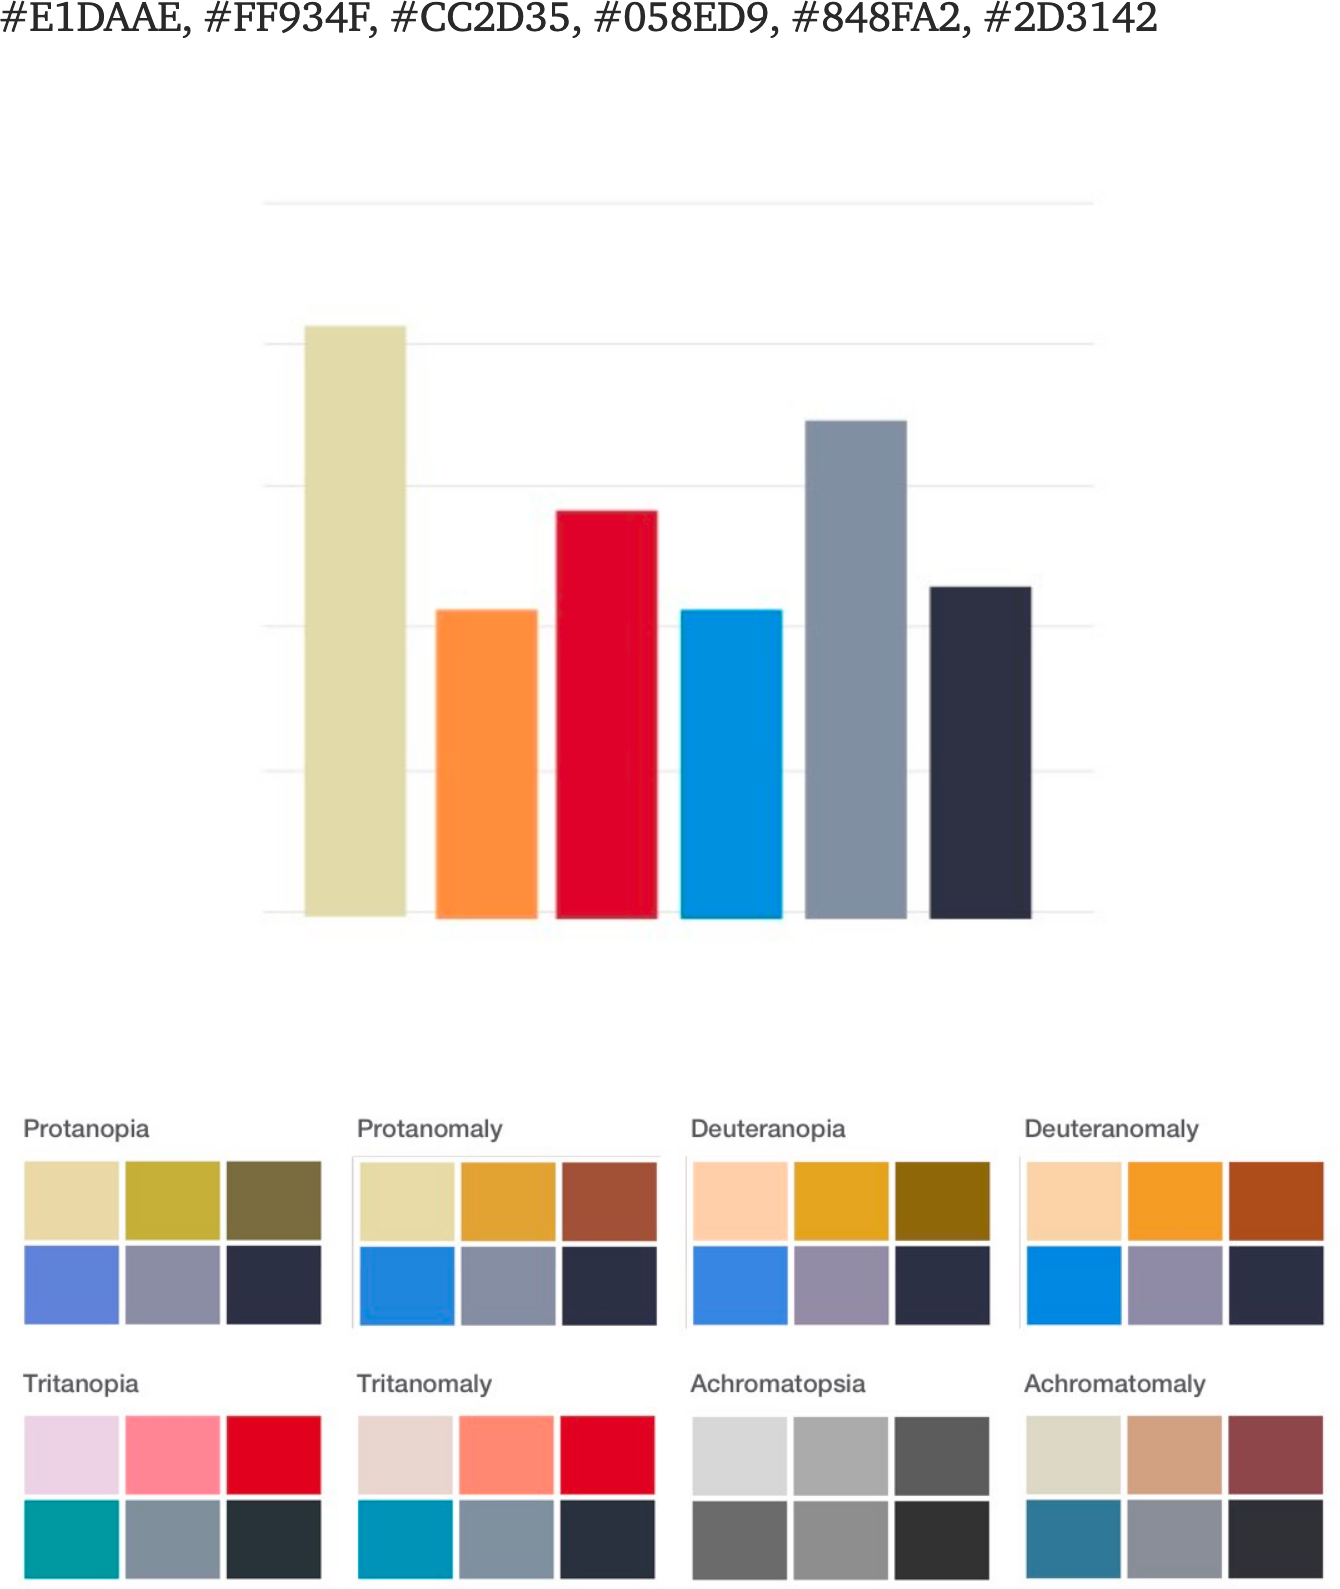 #E1DAAE, #FF934F, #CC2D35, #058ED9, #848FA2, #2D3142
Protanopia Protanomaly Deuteranopia Deuteranomaly
Tritanopia Tritanomaly Achromatopsia Achromatomaly